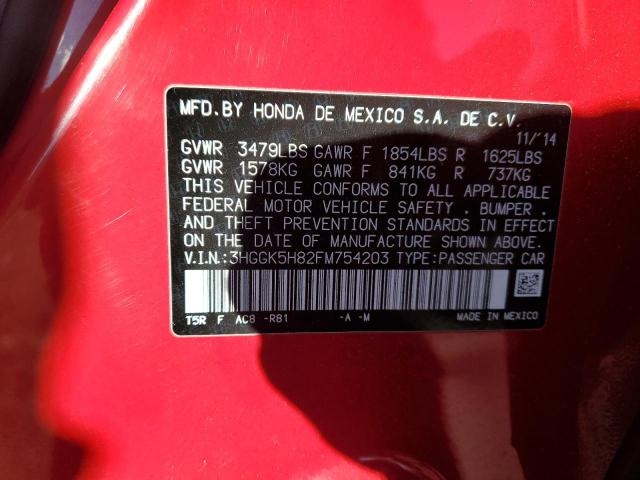 MFD. BY HONDA DE MEXICO S.A. DE C.V.
11/'14
GVWR 3479LBS GAWR F 1854LBS R 1625LBS
GVWR 1578KG GAWR F 841KG R 737KG
THIS VEHICLE CONFORMS TO ALL APPLICABLE
FEDERAL MOTOR VEHICLE SAFETY . BUMPER .
AND THEFT PREVENTION STANDARDS IN EFFECT
ON THE DATE OF MANUFACTURE SHOWN ABOVE.
V.I.N.:3HGGK5H82FM754203 TYPE:PASSENGER CAR
T5R F AC8 -R81 -A -M MADE IN MEXICO